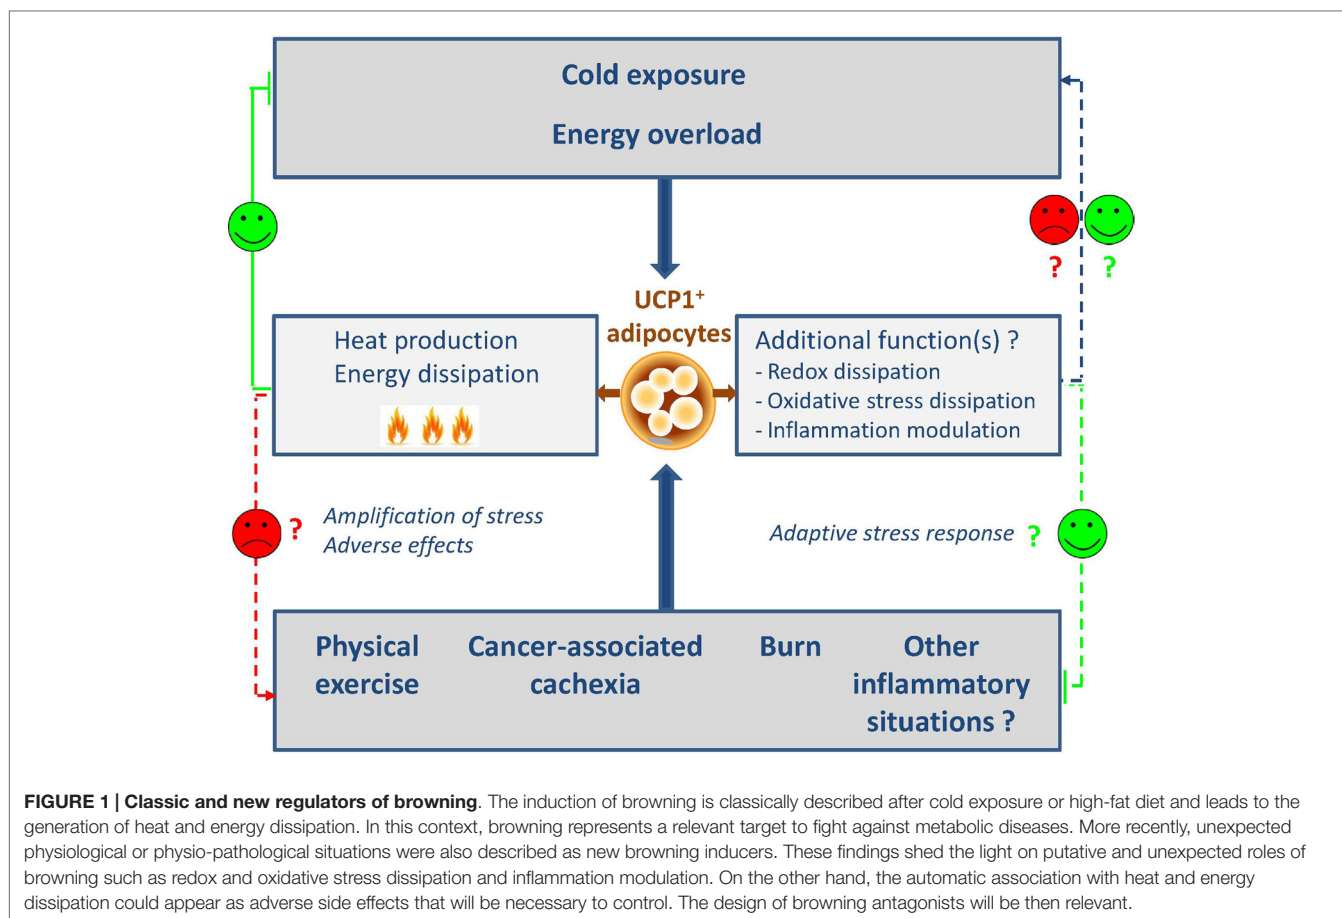 Cold exposure
Energy overload
? ?
UCP1⁺
adipocytes
Heat production
Energy dissipation
Additional function(s) ?
- Redox dissipation
- Oxidative stress dissipation
- Inflammation modulation
? Amplification of stress
Adverse effects
Adaptive stress response ?
Physical
exercise
Cancer-associated
cachexia
Burn
Other
inflammatory
situations ?
FIGURE 1 | Classic and new regulators of browning. The induction of browning is classically described after cold exposure or high-fat diet and leads to the
generation of heat and energy dissipation. In this context, browning represents a relevant target to fight against metabolic diseases. More recently, unexpected
physiological or physio-pathological situations were also described as new browning inducers. These findings shed the light on putative and unexpected roles of
browning such as redox and oxidative stress dissipation and inflammation modulation. On the other hand, the automatic association with heat and energy
dissipation could appear as adverse side effects that will be necessary to control. The design of browning antagonists will be then relevant.